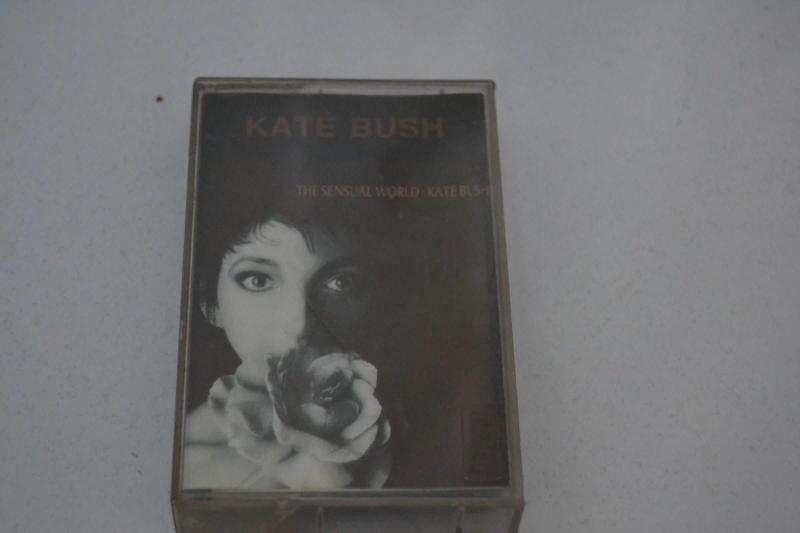 KATE BUSH
THE SENSUAL WORLD · KATE BUSH